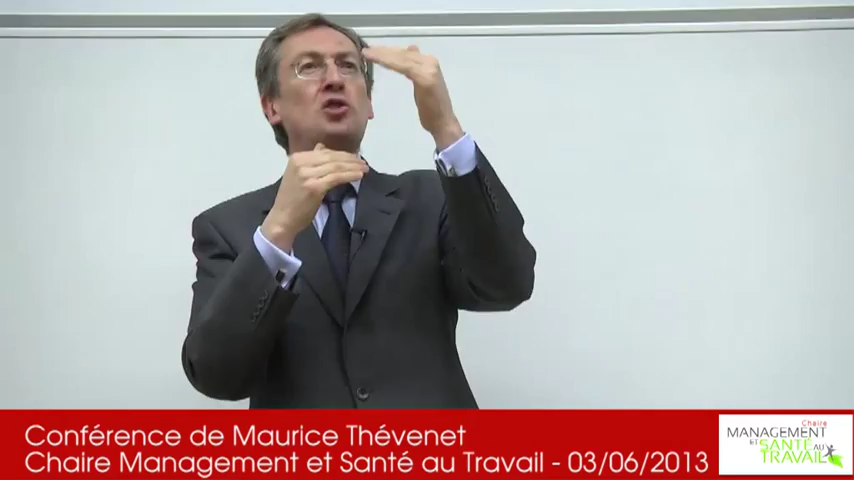 Conférence de Maurice Thévenet
Chaire Management et Santé au Travail - 03/06/2013
Chaire
MANAGEMENT
ET SANTÉ AU
TRAVAIL